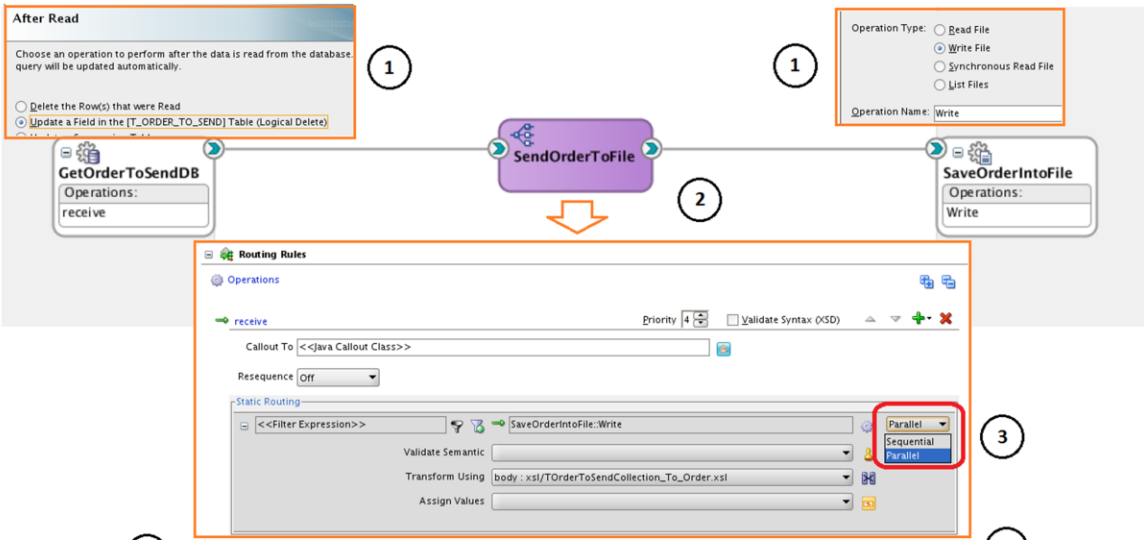 After Read
Choose an operation to perform after the data is read from the database.
query will be updated automatically.
Delete the Row(s) that were Read
Update a Field in the [T_ORDER_TO_SEND] Table (Logical Delete)
1
1
Operation Type:
Read File
Write File
Synchronous Read File
List Files
Operation Name: Write
GetOrderToSendDB
Operations:
receive
SendOrderToFile
2
SaveOrderIntoFile
Operations:
Write
Routing Rules
Operations
receive
Priority 4 Validate Syntax (XSD)
Callout To <<Java Callout Class>>
Resequence Off
Static Routing
<<Filter Expression>> SaveOrderIntoFile::Write Parallel
Sequential
Parallel
3
Validate Semantic
Transform Using body : xsl/TOrderToSendCollection_To_Order.xsl
Assign Values